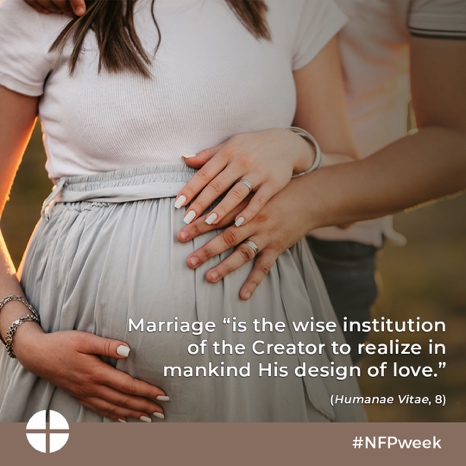 Marriage “is the wise institution
of the Creator to realize in
mankind His design of love.”
(Humanae Vitae, 8)
#NFPweek